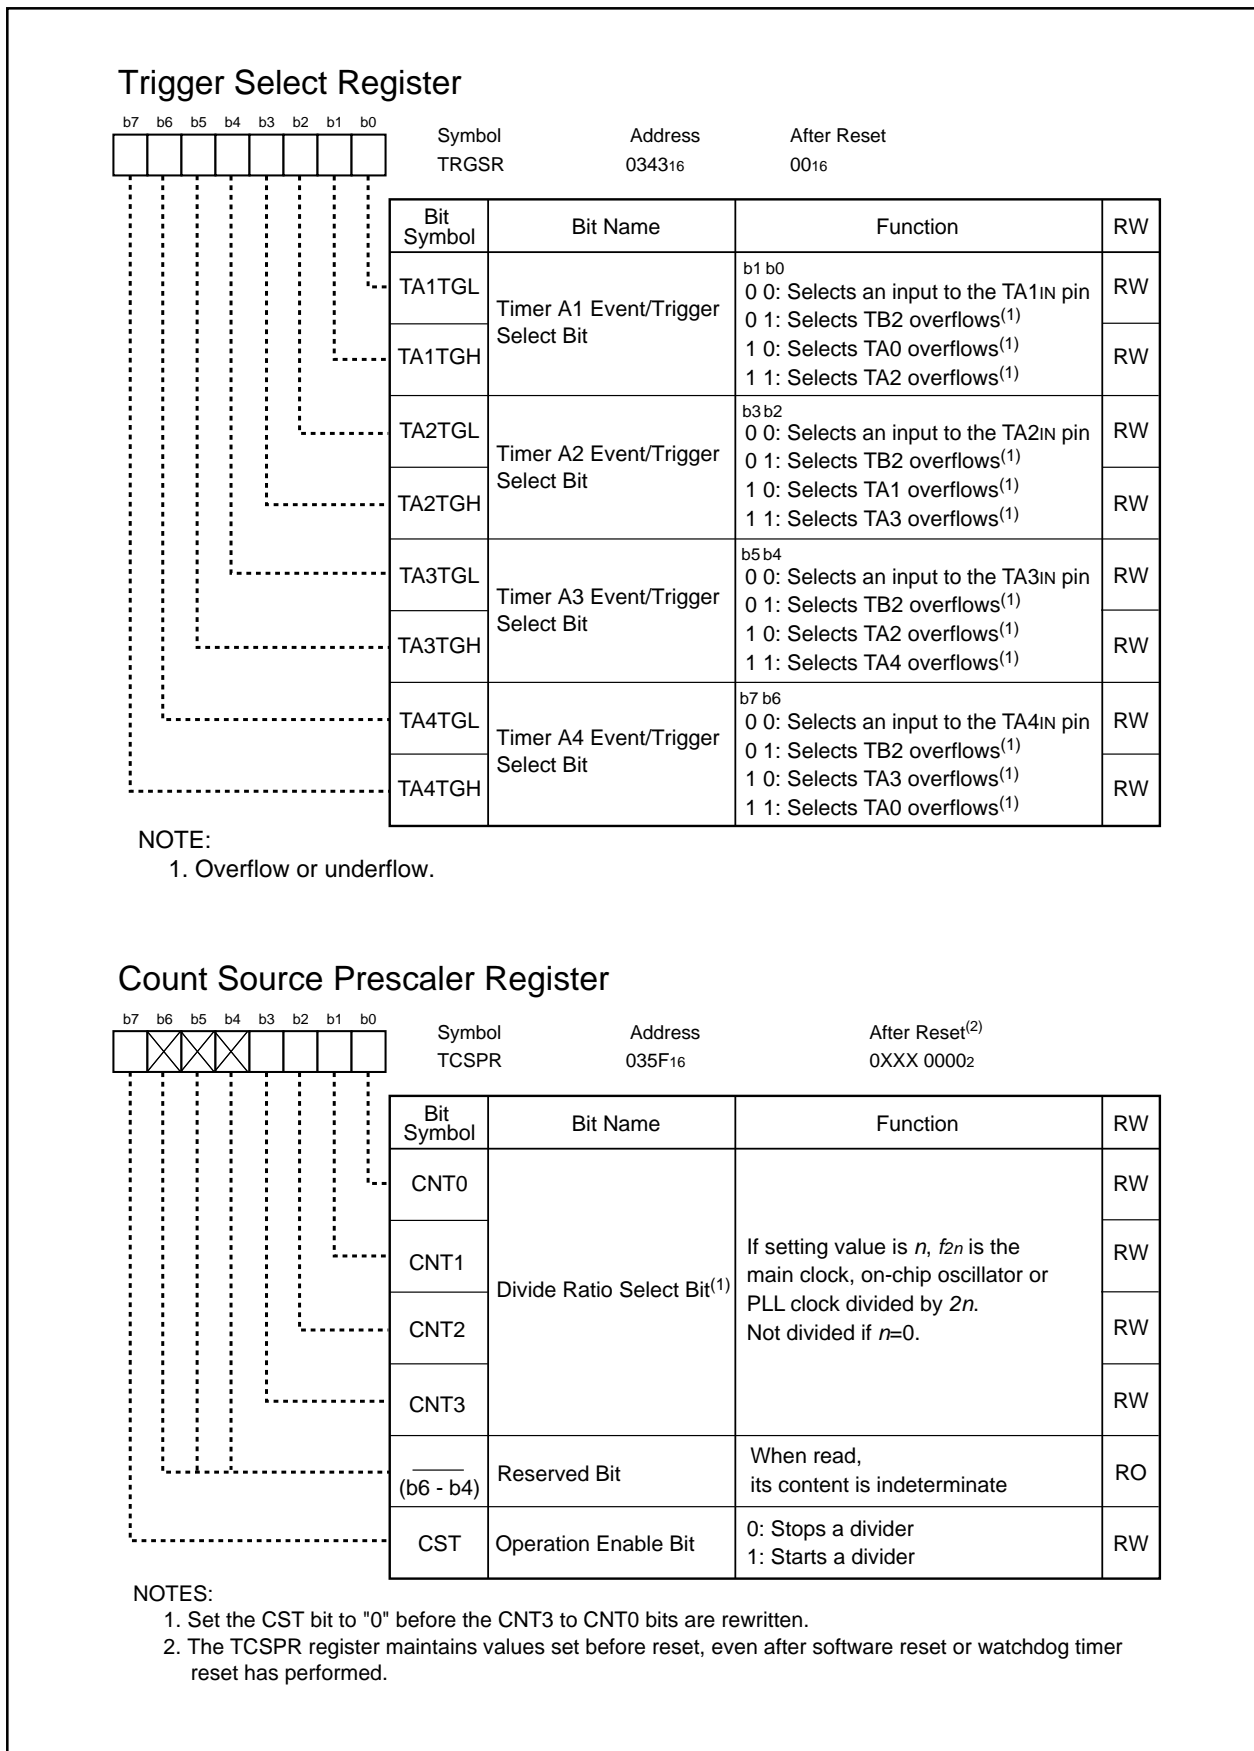 Trigger Select Register
b7 b6 b5 b4 b3 b2 b1 b0
Symbol Address After Reset
TRGSR 034316 0016
Bit Symbol Bit Name Function RW
TA1TGL RW
TA1TGH RW
Timer A1 Event/Trigger
Select Bit
b1 b0
0 0: Selects an input to the TA1IN pin
0 1: Selects TB2 overflows(1)
1 0: Selects TA0 overflows(1)
1 1: Selects TA2 overflows(1)
TA2TGL RW
TA2TGH RW
Timer A2 Event/Trigger
Select Bit
b3 b2
0 0: Selects an input to the TA2IN pin
0 1: Selects TB2 overflows(1)
1 0: Selects TA1 overflows(1)
1 1: Selects TA3 overflows(1)
TA3TGL RW
TA3TGH RW
Timer A3 Event/Trigger
Select Bit
b5 b4
0 0: Selects an input to the TA3IN pin
0 1: Selects TB2 overflows(1)
1 0: Selects TA2 overflows(1)
1 1: Selects TA4 overflows(1)
TA4TGL RW
TA4TGH RW
Timer A4 Event/Trigger
Select Bit
b7 b6
0 0: Selects an input to the TA4IN pin
0 1: Selects TB2 overflows(1)
1 0: Selects TA3 overflows(1)
1 1: Selects TA0 overflows(1)
NOTE:
1. Overflow or underflow.
Count Source Prescaler Register
b7 b6 b5 b4 b3 b2 b1 b0
Symbol Address After Reset(2)
TCSPR 035F16 0XXX 00002
Bit Symbol Bit Name Function RW
CNT0 RW
CNT1 RW
CNT2 RW
CNT3 RW
Divide Ratio Select Bit(1)
If setting value is n, f2n is the
main clock, on-chip oscillator or
PLL clock divided by 2n.
Not divided if n=0.
(b6 - b4) Reserved Bit
When read,
its content is indeterminate
RO
CST Operation Enable Bit
0: Stops a divider
1: Starts a divider
RW
NOTES:
1. Set the CST bit to "0" before the CNT3 to CNT0 bits are rewritten.
2. The TCSPR register maintains values set before reset, even after software reset or watchdog timer
reset has performed.